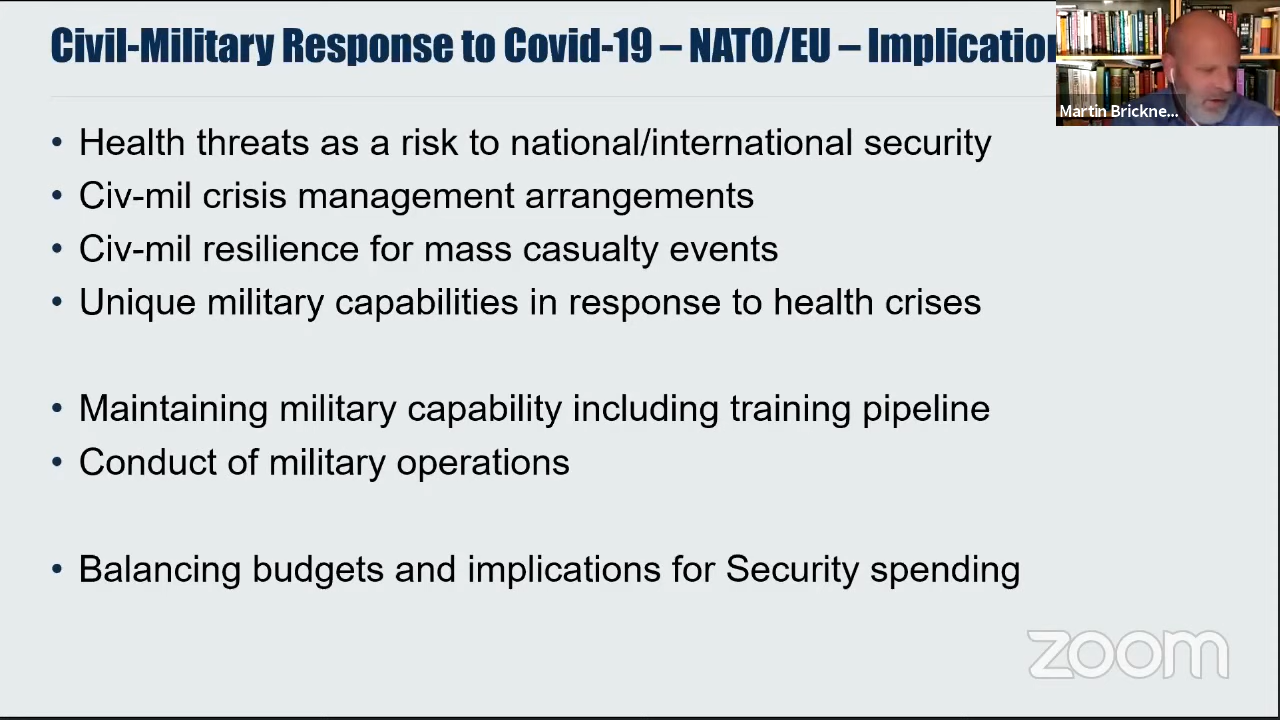 Civil-Military Response to Covid-19 – NATO/EU – Implication
Martin Brickne...
• Health threats as a risk to national/international security
• Civ-mil crisis management arrangements
• Civ-mil resilience for mass casualty events
• Unique military capabilities in response to health crises
• Maintaining military capability including training pipeline
• Conduct of military operations
• Balancing budgets and implications for Security spending
zoom